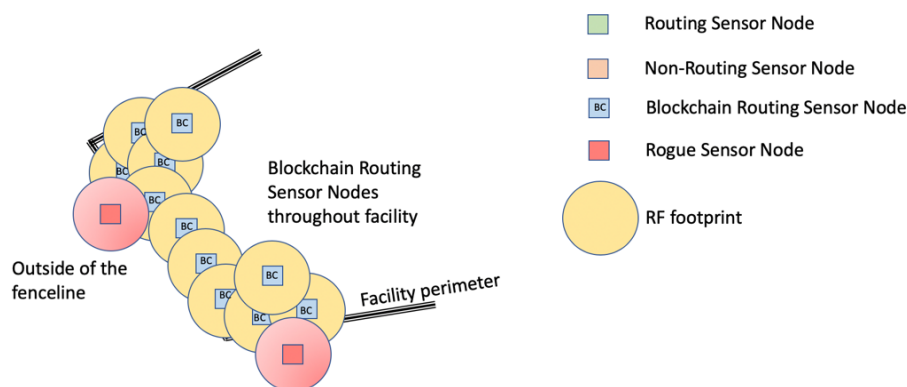 Routing Sensor Node
Non-Routing Sensor Node
BC Blockchain Routing Sensor Node
Rogue Sensor Node
RF footprint
BC
BC
BC
BC
BC
BC
BC
BC
BC
BC
BC
Blockchain Routing
Sensor Nodes
throughout facility
Outside of the
fenceline
Facility perimeter